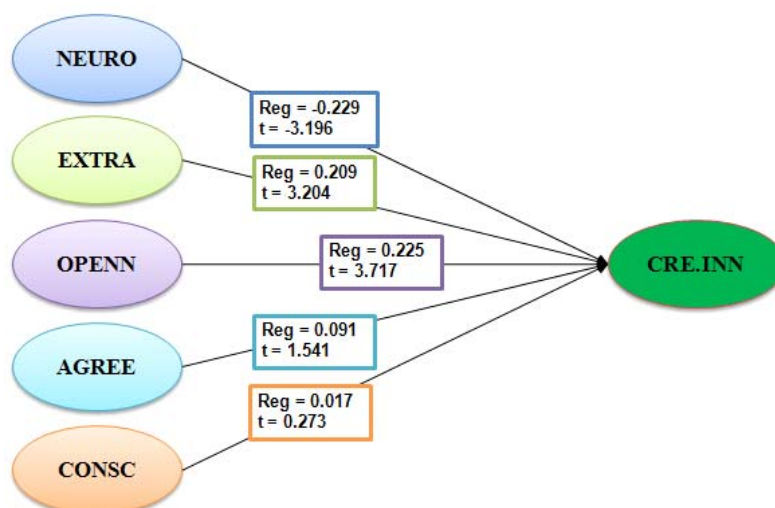 NEURO
Reg = -0.229
t = -3.196
EXTRA
Reg = 0.209
t = 3.204
OPENN
Reg = 0.225
t = 3.717
CRE.INN
AGREE
Reg = 0.091
t = 1.541
CONSC
Reg = 0.017
t = 0.273